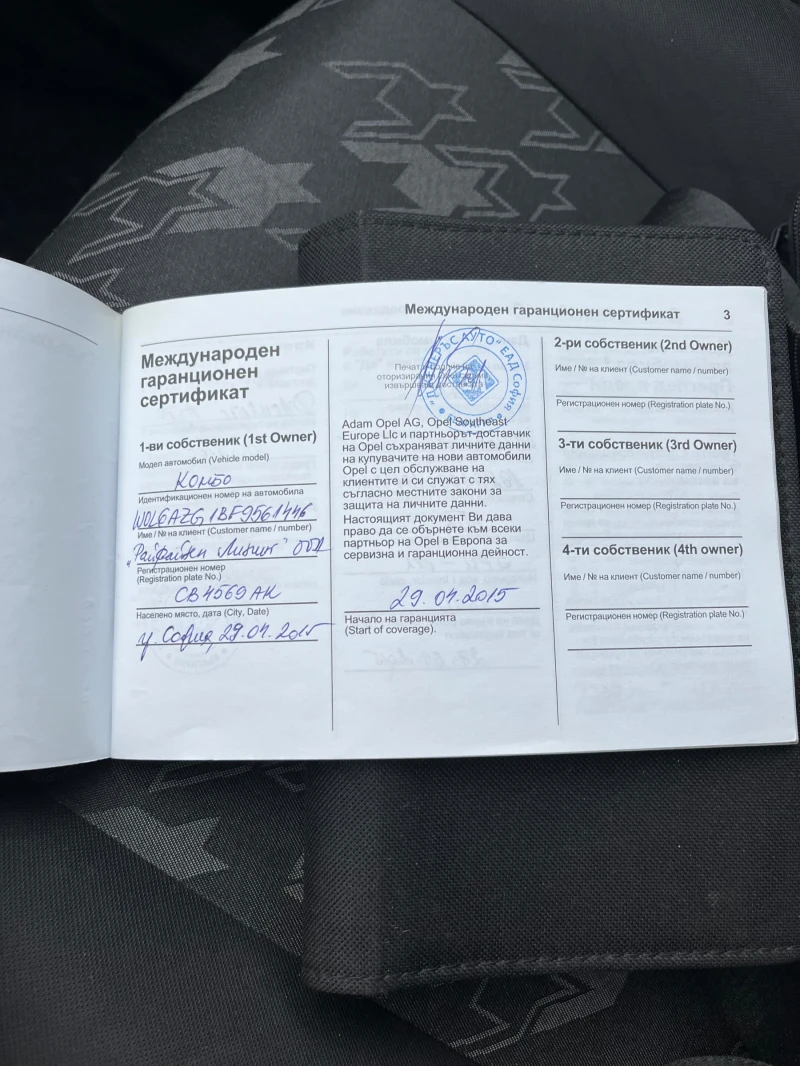 Международен гаранционен сертификат 3
Международен
гаранционен
сертификат
1-ви собственик (1st Owner)
Модел автомобил (Vehicle model)
Комбо
Идентификационен номер на автомобила
W0L6AZG1BF9561446
Име / № на клиент (Customer name / number)
"Райфайзен Лизинг" ООД
Регистрационен номер
(Registration plate No.)
СВ4569АК
Населено място, дата (City, Date)
гр. София 29.04.2015
"ДИЛЪРЪС АУТО" ЕАД София
Adam Opel AG, Opel Southeast
Europe Llc и партньорът-доставчик
на Opel съхраняват личните данни
на купувачите на нови автомобили
Opel с цел обслужване на
клиентите и си служат с тях
съгласно местните закони за
защита на личните данни.
Настоящият документ Ви дава
право да се обърнете към всеки
партньор на Opel в Европа за
сервизна и гаранционна дейност.
29.04.2015
Начало на гаранцията
(Start of coverage).
2-ри собственик (2nd Owner)
Име / № на клиент (Customer name / number)
Регистрационен номер (Registration plate No.)
3-ти собственик (3rd Owner)
Име / № на клиент (Customer name / number)
Регистрационен номер (Registration plate No.)
4-ти собственик (4th owner)
Име / № на клиент (Customer name / number)
Регистрационен номер (Registration plate No.)